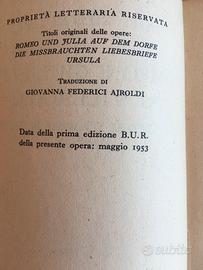 PROPRIETÀ LETTERARIA RISERVATA
Titoli originali delle opere:
ROMEO UND JULIA AUF DEM DORFE
DIE MISSBRAUCHTEN LIEBESBRIEFE
URSULA
TRADUZIONE DI
GIOVANNA FEDERICI AJROLDI
Data della prima edizione B.U.R.
della presente opera: maggio 1953
subito